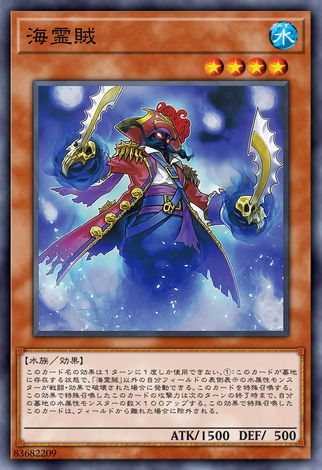 海霊賊
水
【水族／効果】
このカード名の効果は１ターンに１度しか使用できない。①：このカードが墓地
に存在する状態で、「海霊賊」以外の自分フィールドの表側表示の水属性モンス
ターが戦闘・効果で破壊された場合に発動できる。このカードを特殊召喚する。
この効果で特殊召喚したこのカードの攻撃力は次のターンの終了時まで、自分
の墓地の水属性モンスターの数×１００アップする。この効果で特殊召喚した
このカードは、フィールドから離れた場合に除外される。
ATK/1500 DEF/ 500
83682209